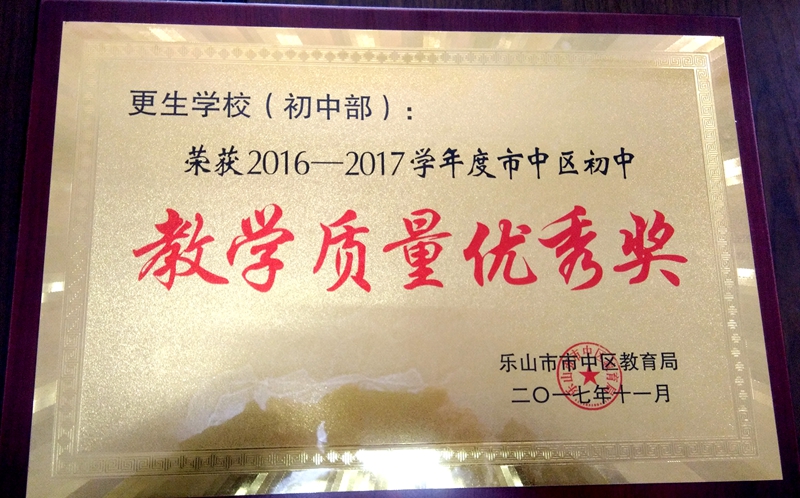 更生学校（初中部）：
荣获2016—2017学年度市中区初中
教学质量优秀奖
乐山市市中区教育局
二〇一七年十一月